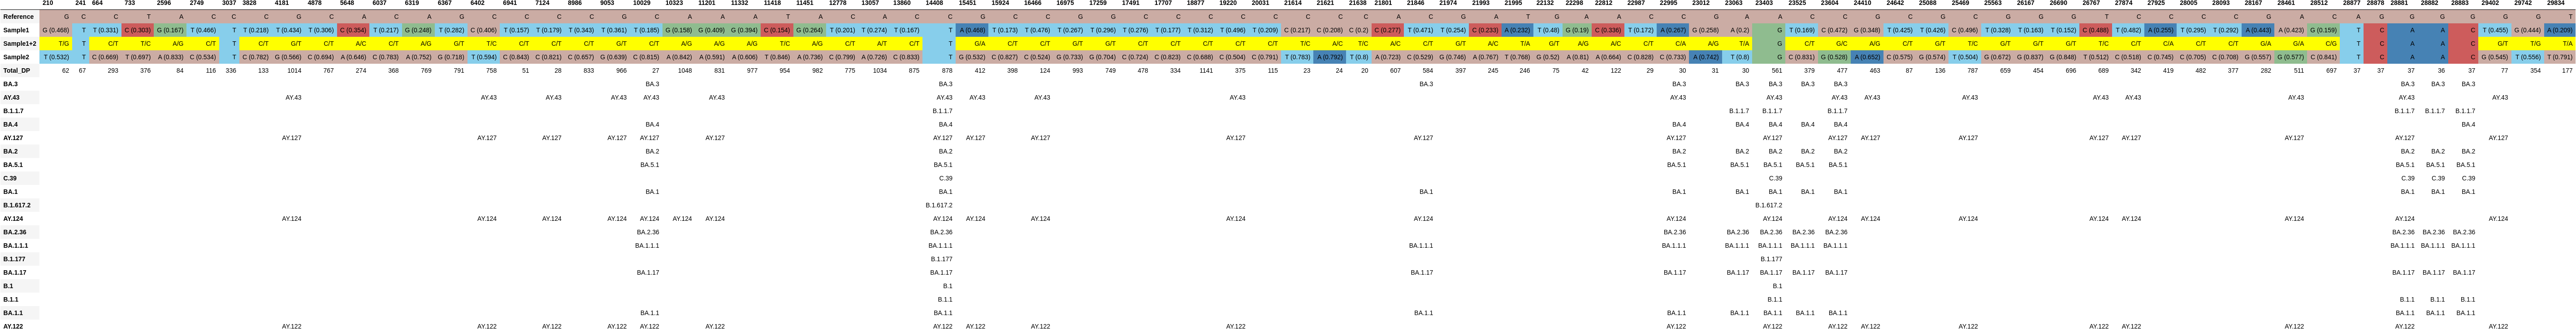 210 241 664 733 2596 2749 3037 3828 4181 4878 5648 6037 6319 6367 6402 6941 7124 8986 9053 10029 10323 11201 11332 11418 11451 12778 13057 13860 14408 15451 15924 16466 16975 17259 17491 17707 18877 19220 20031 21614 21621 21638 21801 21846 21974 21993 21995 22132 22298 22812 22987 22995 23012 23063 23403 23525 23604 24410 24642 25088 25469 25563 26167 26690 26767 27874 27925 28005 28093 28167 28461 28512 28877 28878 28881 28882 28883 29402 29742 29834
Reference G C C T A C C C
Sample1 G (0.468) T T (0.331) C (0.303) G (0.167) T (0.466) T T (0.218) T (0.434) T (0.306) C (0.354) T (0.217) G (0.248) T (0.282) C (0.406) T (0.157) T (0.179) T (0.343) T (0.361) T (0.185) G (0.158) G (0.409) G (0.394) C (0.154) G (0.264) T (0.201) T (0.274) T (0.167) T A (0.468) T (0.173) T (0.476) T (0.267) T (0.296) T (0.276) T (0.177) T (0.312) T (0.496) T (0.209) C (0.217) C (0.208) C (0.2) C (0.277) T (0.471) T (0.254) C (0.233) A (0.232) T (0.48) G (0.19) C (0.336) T (0.172) A (0.267) G (0.258) A (0.2) G T (0.169) C (0.472) G (0.348) T (0.425) T (0.426) C (0.496) T (0.328) T (0.163) T (0.152) C (0.488) T (0.482) A (0.255) T (0.295) T (0.292) A (0.443) A (0.423) G (0.159) T C A A C T (0.455) G (0.444) A (0.209)
Sample1+2 T/G T C/T T/C A/G C/T T C/T G/T C/T A/C C/T A/G G/T T/C C/T C/T C/T G/T C/T A/G A/G A/G T/C A/G C/T A/T C/T T G/A C/T C/T C/T G/T G/T C/T C/T C/T C/T T/C A/C T/C A/C C/T G/T A/C T/A G/T A/G A/C C/T C/A A/G T/A G C/T G/C A/G C/T G/T T/C G/T G/T G/T T/C C/T C/A C/T C/T G/A G/A C/G T C A A C G/T T/G T/A
Sample2 T (0.532) T C (0.669) T (0.697) A (0.833) C (0.534) T C (0.782) G (0.566) C (0.694) A (0.646) C (0.783) A (0.752) G (0.718) T (0.594) C (0.843) C (0.821) C (0.657) G (0.639) C (0.815) A (0.842) A (0.591) A (0.606) T (0.846) A (0.736) C (0.799) A (0.726) C (0.833) T G (0.532) C (0.827) C (0.524) C (0.733) G (0.704) G (0.724) C (0.823) C (0.688) C (0.504) C (0.791) T (0.783) A (0.792) T (0.8) A (0.723) C (0.529) G (0.746) A (0.767) T (0.768) G (0.52) A (0.81) A (0.664) C (0.828) C (0.733) A (0.742) T (0.8) G C (0.831) G (0.528) A (0.652) C (0.575) G (0.574) T (0.504) G (0.672) G (0.837) G (0.848) T (0.512) C (0.518) C (0.745) C (0.705) C (0.708) G (0.557) G (0.577) C (0.841) T C A A C G (0.545) T (0.556) T (0.791)
Total_DP 62 67 293 376 84 116 336 133 1014 767 274 368 769 791 758 51 28 833 966 27 1048 831 977 954 982 775 1034 875 878 412 398 124 993 749 478 334 1141 375 115 23 24 20 607 584 397 245 246 75 42 122 29 30 31 30 561 379 477 463 87 136 787 659 454 696 689 342 419 482 377 282 511 697 37 37 37 36 37 77 354 177
BA.3 BA.3 BA.3 BA.3 BA.3 BA.3 BA.3 BA.3 BA.3 BA.3 BA.3 BA.3
AY.43 AY.43 AY.43 AY.43 AY.43 AY.43 AY.43 AY.43 AY.43 AY.43 AY.43 AY.43 AY.43 AY.43 AY.43 AY.43 AY.43 AY.43 AY.43 AY.43 AY.43
B.1.1.7 B.1.1.7 B.1.1.7 B.1.1.7 B.1.1.7 B.1.1.7 B.1.1.7 B.1.1.7
BA.4 BA.4 BA.4 BA.4 BA.4 BA.4 BA.4 BA.4 BA.4
AY.127 AY.127 AY.127 AY.127 AY.127 AY.127 AY.127 AY.127 AY.127 AY.127 AY.127 AY.127 AY.127 AY.127 AY.127 AY.127 AY.127 AY.127 AY.127 AY.127 AY.127 AY.127
BA.2 BA.2 BA.2 BA.2 BA.2 BA.2 BA.2 BA.2 BA.2 BA.2 BA.2
BA.5.1 BA.5.1 BA.5.1 BA.5.1 BA.5.1 BA.5.1 BA.5.1 BA.5.1 BA.5.1 BA.5.1 BA.5.1
C.39 C.39 C.39 C.39 C.39 C.39
BA.1 BA.1 BA.1 BA.1 BA.1 BA.1 BA.1 BA.1 BA.1 BA.1 BA.1 BA.1
B.1.617.2 B.1.617.2 B.1.617.2
AY.124 AY.124 AY.124 AY.124 AY.124 AY.124 AY.124 AY.124 AY.124 AY.124 AY.124 AY.124 AY.124 AY.124 AY.124 AY.124 AY.124 AY.124 AY.124 AY.124 AY.124 AY.124 AY.124
BA.2.36 BA.2.36 BA.2.36 BA.2.36 BA.2.36 BA.2.36 BA.2.36 BA.2.36 BA.2.36 BA.2.36 BA.2.36
BA.1.1.1 BA.1.1.1 BA.1.1.1 BA.1.1.1 BA.1.1.1 BA.1.1.1 BA.1.1.1 BA.1.1.1 BA.1.1.1 BA.1.1.1 BA.1.1.1 BA.1.1.1
B.1.177 B.1.177 B.1.177
BA.1.17 BA.1.17 BA.1.17 BA.1.17 BA.1.17 BA.1.17 BA.1.17 BA.1.17 BA.1.17 BA.1.17 BA.1.17 BA.1.17
B.1 B.1 B.1
B.1.1 B.1.1 B.1.1 B.1.1 B.1.1 B.1.1
BA.1.1 BA.1.1 BA.1.1 BA.1.1 BA.1.1 BA.1.1 BA.1.1 BA.1.1 BA.1.1 BA.1.1 BA.1.1 BA.1.1
AY.122 AY.122 AY.122 AY.122 AY.122 AY.122 AY.122 AY.122 AY.122 AY.122 AY.122 AY.122 AY.122 AY.122 AY.122 AY.122 AY.122 AY.122 AY.122 AY.122 AY.122